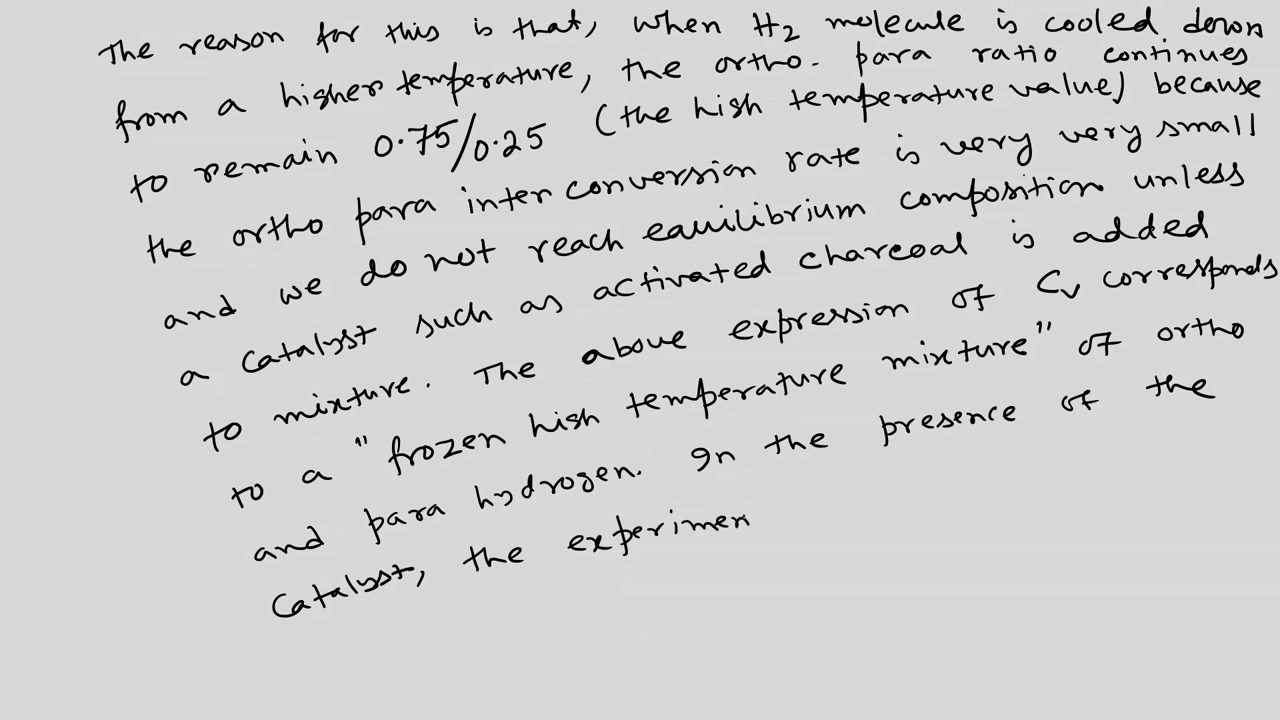 The reason for this is that, when H2 molecule is cooled down
from a higher temperature, the ortho- para ratio continues
to remain 0.75/0.25 (the high temperature value) because
the ortho para inter conversion rate is very very small
and we do not reach equilibrium composition unless
a catalyst such as activated charcoal is added
to mixture. The above expression of Cv corresponds
to a "frozen high temperature mixture" of ortho
and para hydrogen. In the presence of the
catalyst, the experimen